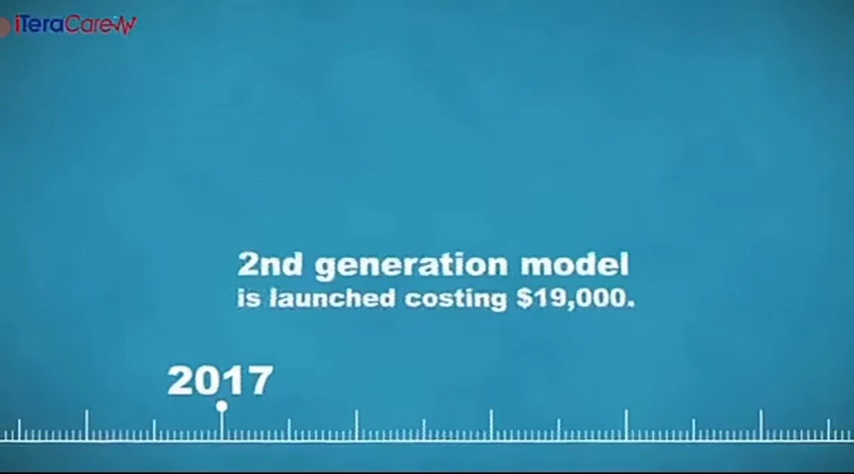 iTeraCare
2nd generation model
is launched costing $19,000.
2017